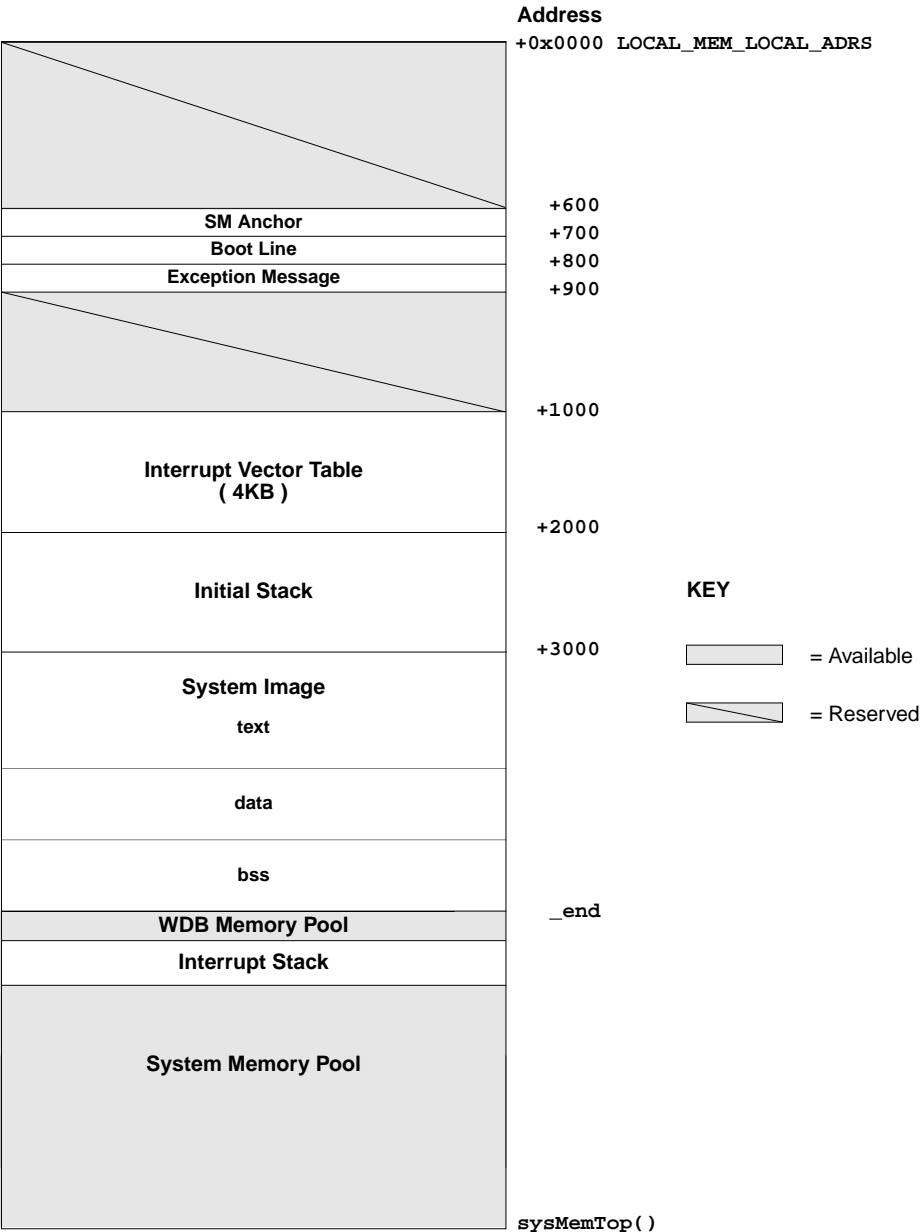 Address
+0x0000 LOCAL_MEM_LOCAL_ADRS
+600
SM Anchor
+700
Boot Line
+800
Exception Message
+900
+1000
Interrupt Vector Table
( 4KB )
+2000
Initial Stack
KEY
+3000
= Available
System Image
= Reserved
text
data
bss
_end
WDB Memory Pool
Interrupt Stack
System Memory Pool
sysMemTop()